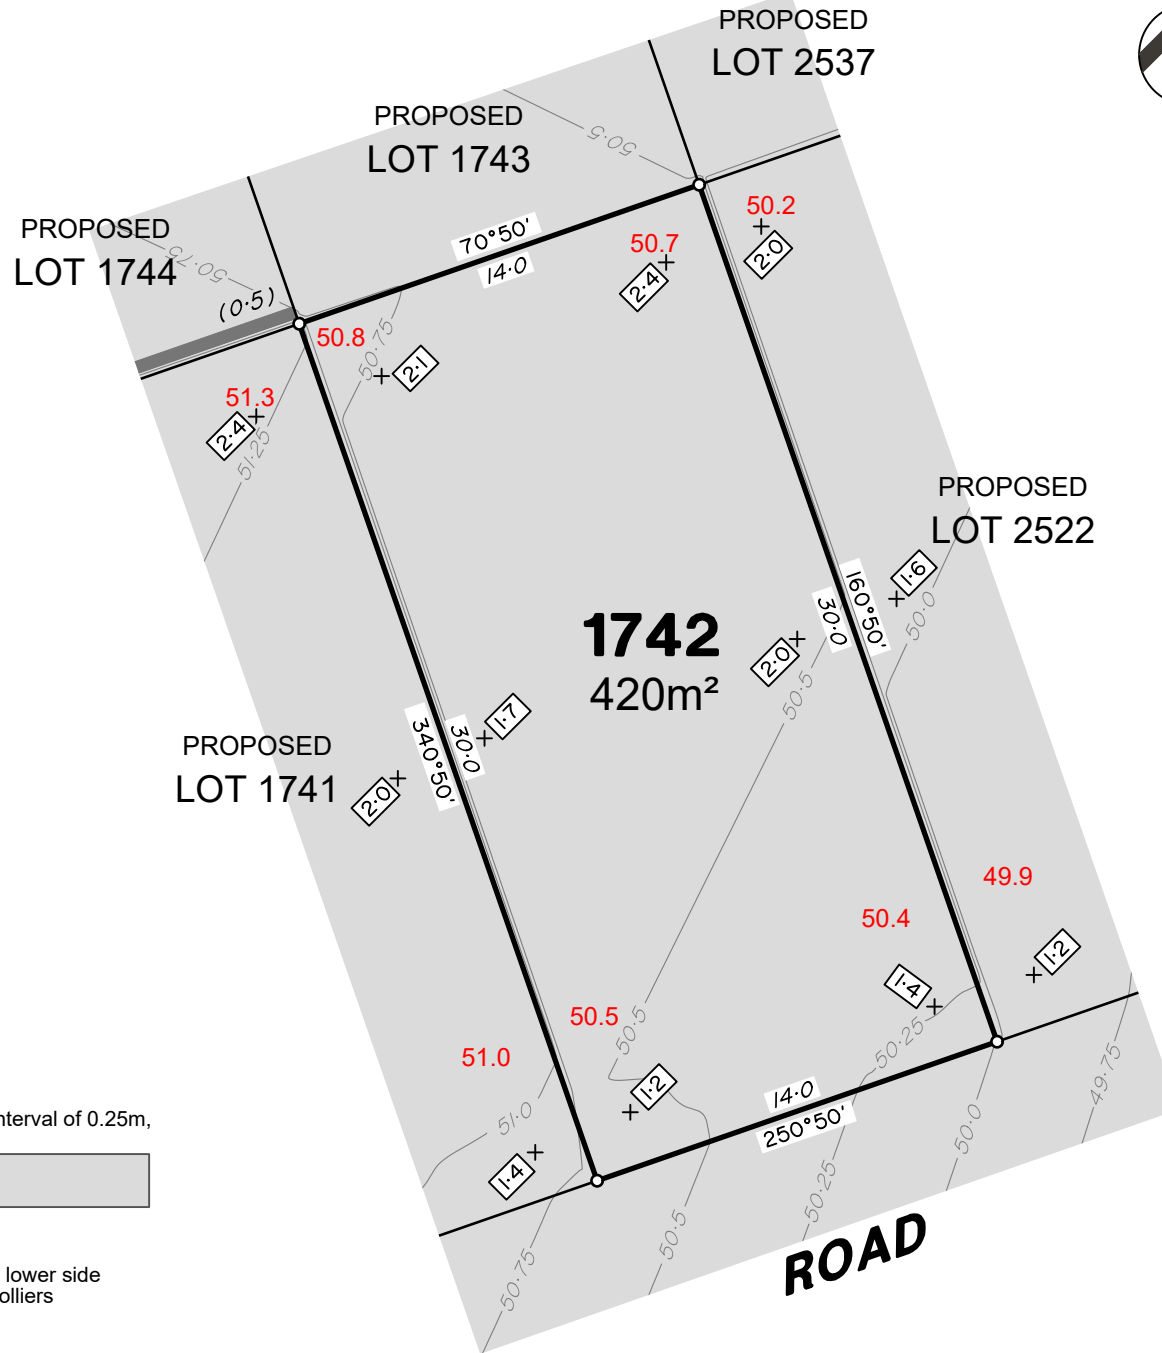 PROPOSED
LOT 2537
PROPOSED
LOT 1743
50·5
PROPOSED
LOT 1744
50·75
(0·5)
70°50'
14·0
50.7
2·4
50.2
2·0
50.8
50·75
2·1
51.3
2·4
51·25
PROPOSED
LOT 2522
1·6
50·0
160°50'
30·0
1742
420m²
2·0
50·5
1·7
30·0
340°50'
PROPOSED
LOT 1741
2·0
49.9
50.4
1·2
1·4
50·25
50.5
50·5
51.0
51·0
1·2
1·4
14·0
250°50'
49·75
50·0
50·25
50·5
50·75
ROAD
nterval of 0.25m,
lower side
olliers